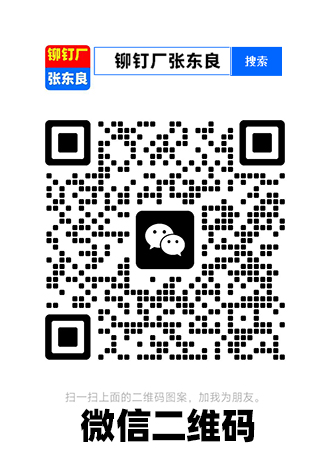 铆钉厂
张东良
铆钉厂张东良
搜索
扫一扫上面的二维码图案，加我为朋友。
微信二维码